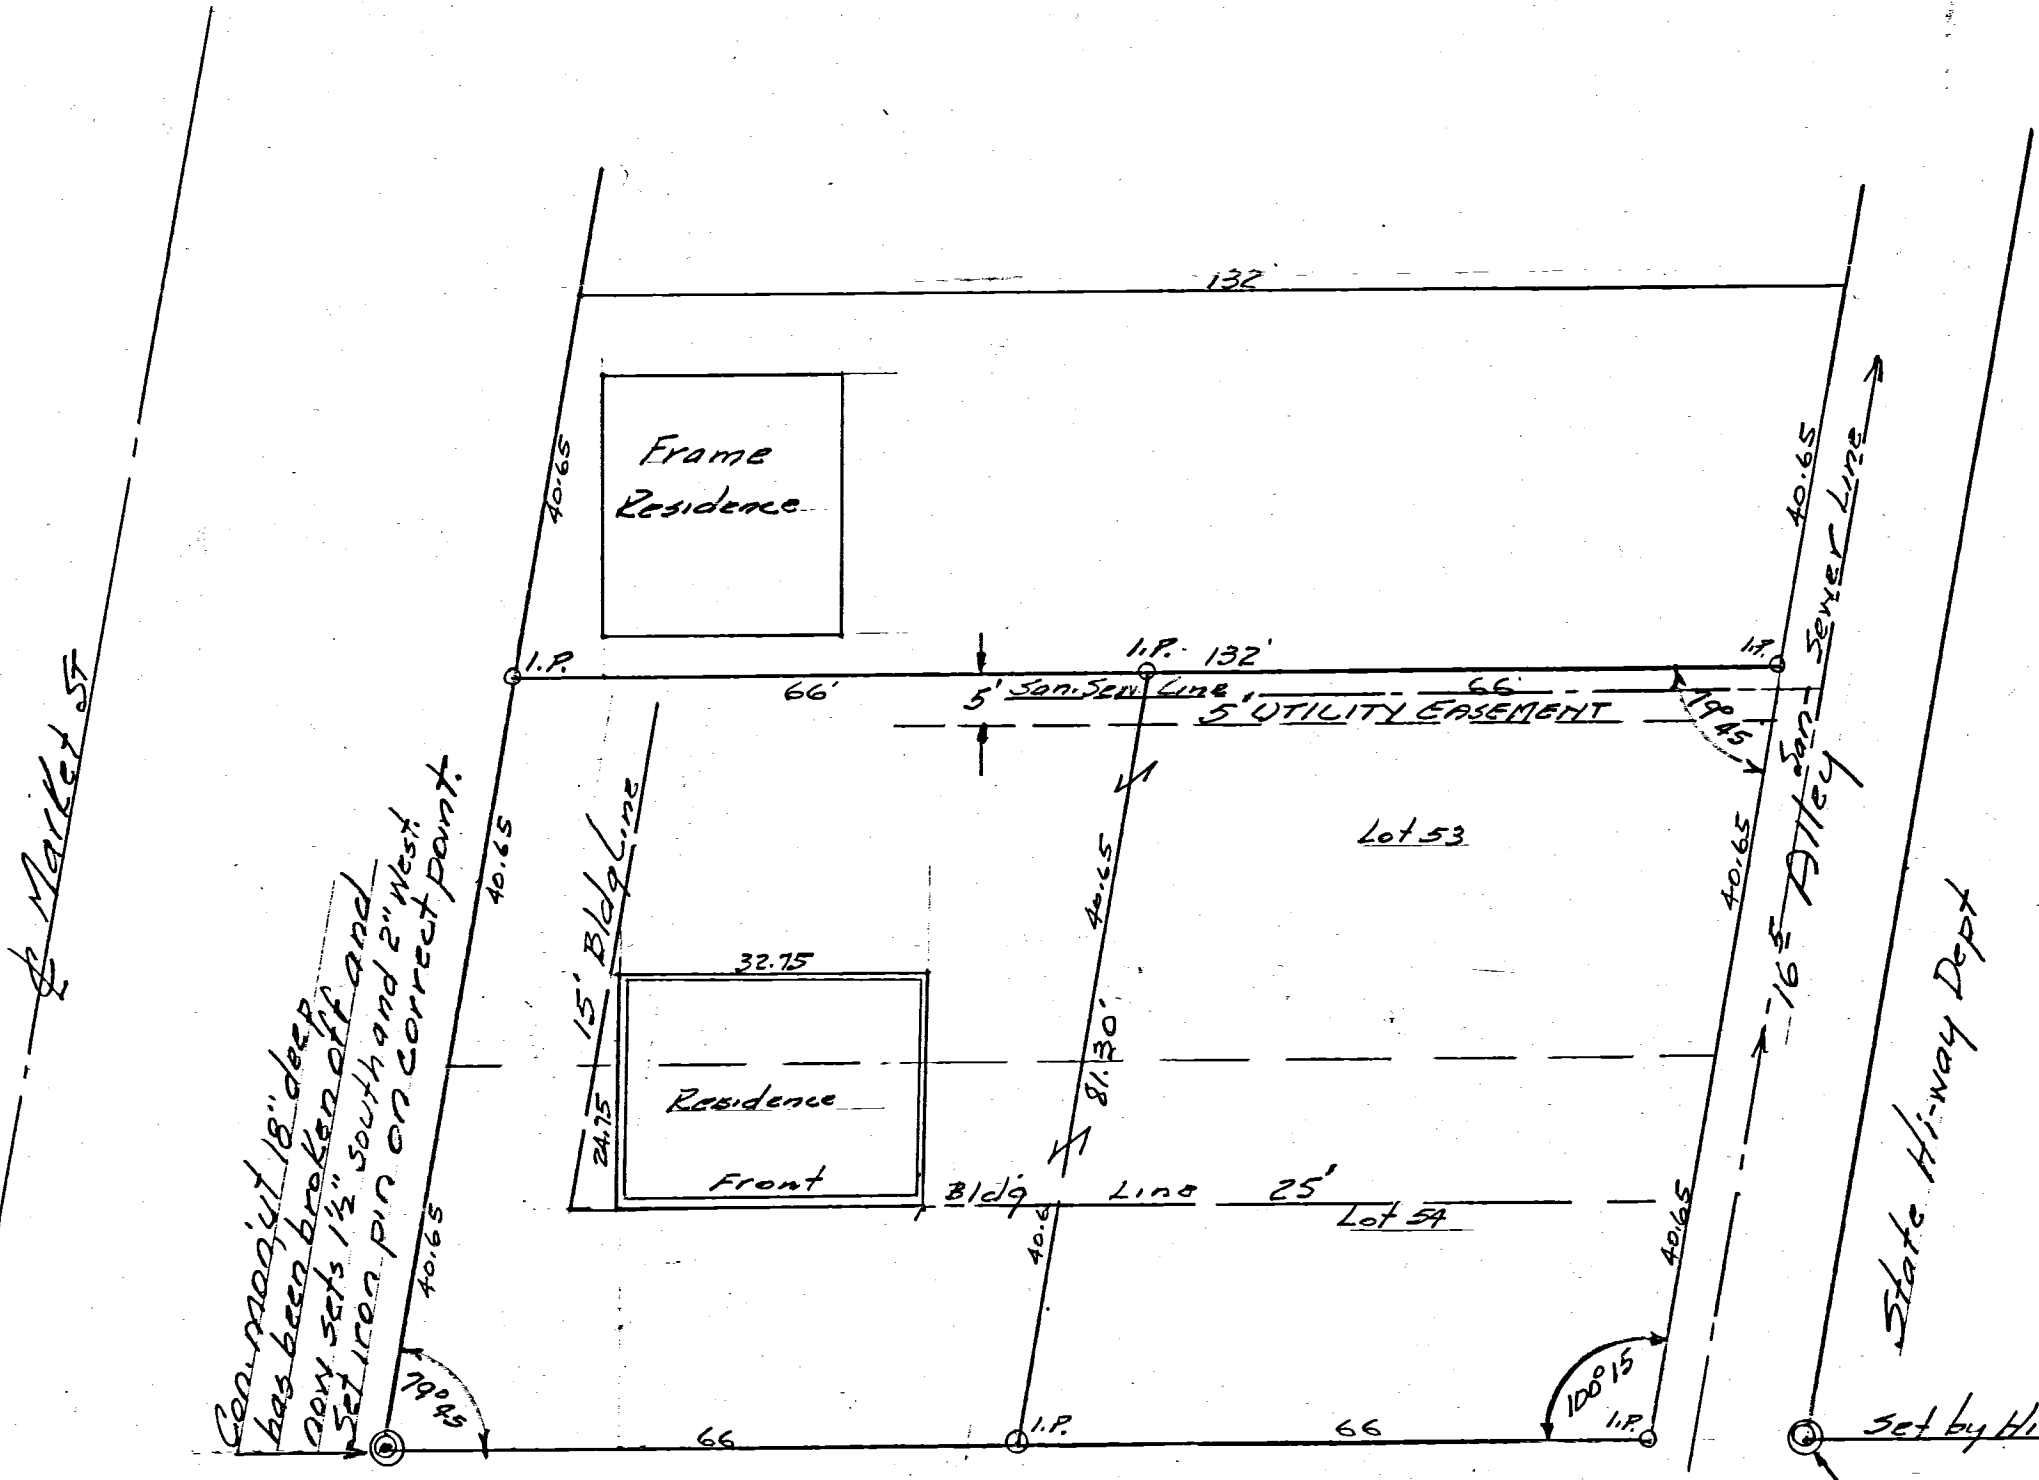 132'
Frame
Residence
40.65
40.65
San. Sewer Line
I.P.
I.P.
132'
I.P.
66'
5'
San. Sew. Line
66'
5' UTILITY EASEMENT
79° 45
℄ Market St
40.65
15' Bldg Line
Lot 53
40.65
40.65
16 5 Alley
State Hi-way Dept
32.75
81.30'
Residence
24.75
Front
Bldg Line 25'
Lot 54
40.65
40.6
40.65
Con. mon't 18" deep
has been broken off and
now sets 1½" south and 2" West.
Set iron pin on correct point.
79° 45
100° 15
66
I.P.
66
I.P.
Set by Hi